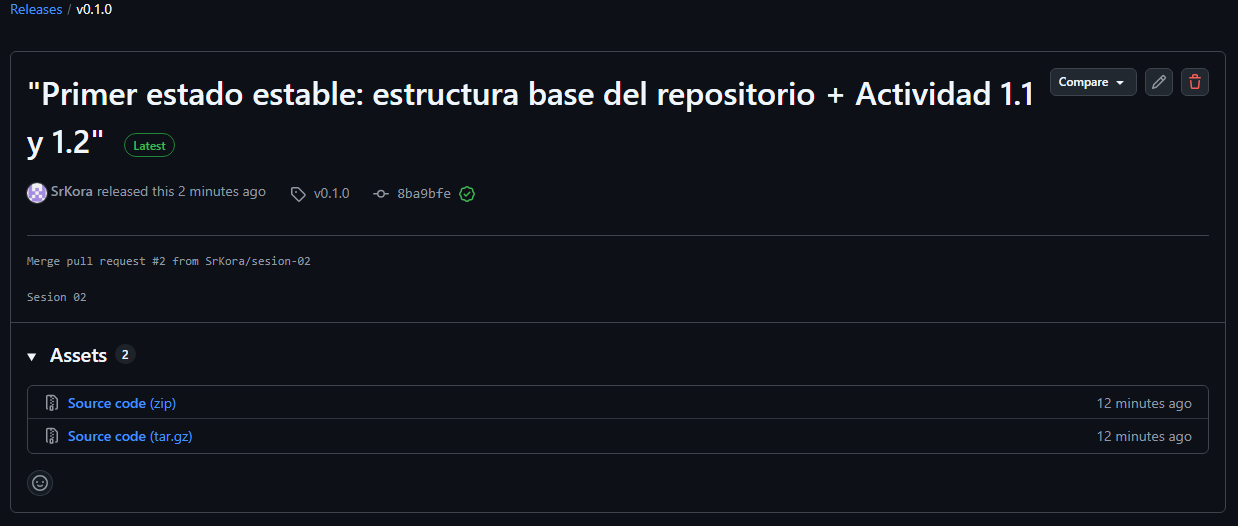 Releases / v0.1.0
"Primer estado estable: estructura base del repositorio + Actividad 1.1
y 1.2" Latest
Compare
SrKora released this 2 minutes ago v0.1.0 8ba9bfe
Merge pull request #2 from SrKora/sesion-02
Sesion 02
Assets 2
Source code (zip) 12 minutes ago
Source code (tar.gz) 12 minutes ago